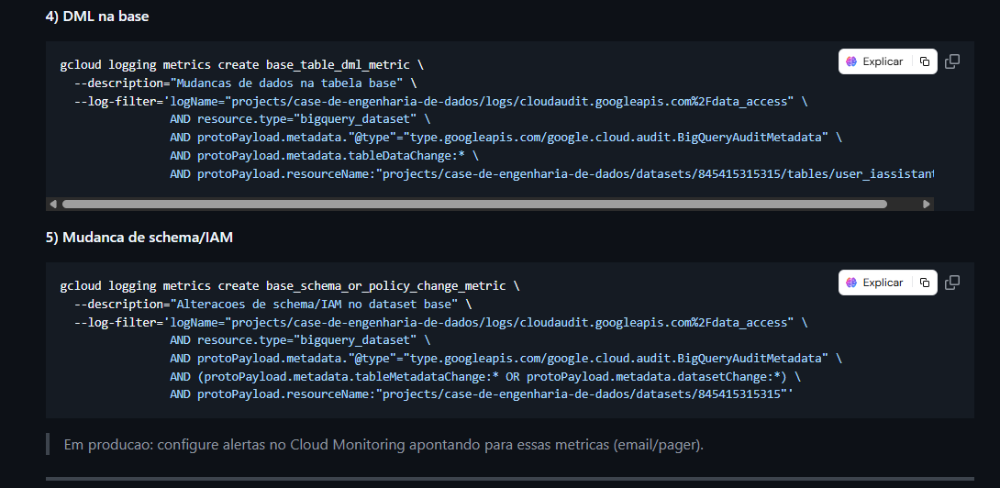 4) DML na base
gcloud logging metrics create base_table_dml_metric \
Explicar
--description="Mudancas de dados na tabela base" \
--log-filter='logName="projects/case-de-engenharia-de-dados/logs/cloudaudit.googleapis.com%2Fdata_access" \
AND resource.type="bigquery_dataset" \
AND protoPayload.metadata."@type"="type.googleapis.com/google.cloud.audit.BigQueryAuditMetadata" \
AND protoPayload.metadata.tableDataChange:* \
AND protoPayload.resourceName:"projects/case-de-engenharia-de-dados/datasets/845415315315/tables/user_iassistant
5) Mudanca de schema/IAM
gcloud logging metrics create base_schema_or_policy_change_metric \
Explicar
--description="Alteracoes de schema/IAM no dataset base" \
--log-filter='logName="projects/case-de-engenharia-de-dados/logs/cloudaudit.googleapis.com%2Fdata_access" \
AND resource.type="bigquery_dataset" \
AND protoPayload.metadata."@type"="type.googleapis.com/google.cloud.audit.BigQueryAuditMetadata" \
AND (protoPayload.metadata.tableMetadataChange:* OR protoPayload.metadata.datasetChange:*) \
AND protoPayload.resourceName:"projects/case-de-engenharia-de-dados/datasets/845415315315"'
Em producao: configure alertas no Cloud Monitoring apontando para essas metricas (email/pager).